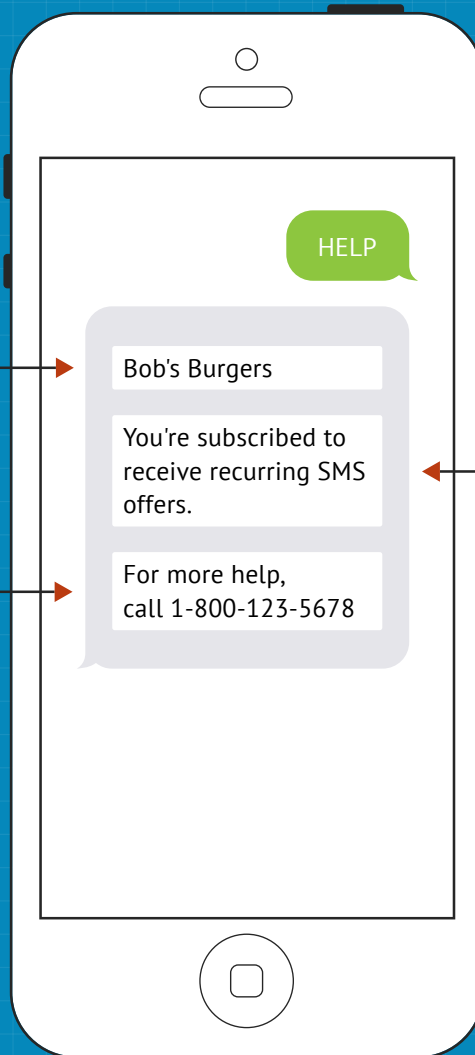 HELP
Bob's Burgers
You're subscribed to
receive recurring SMS
offers.
For more help,
call 1-800-123-5678